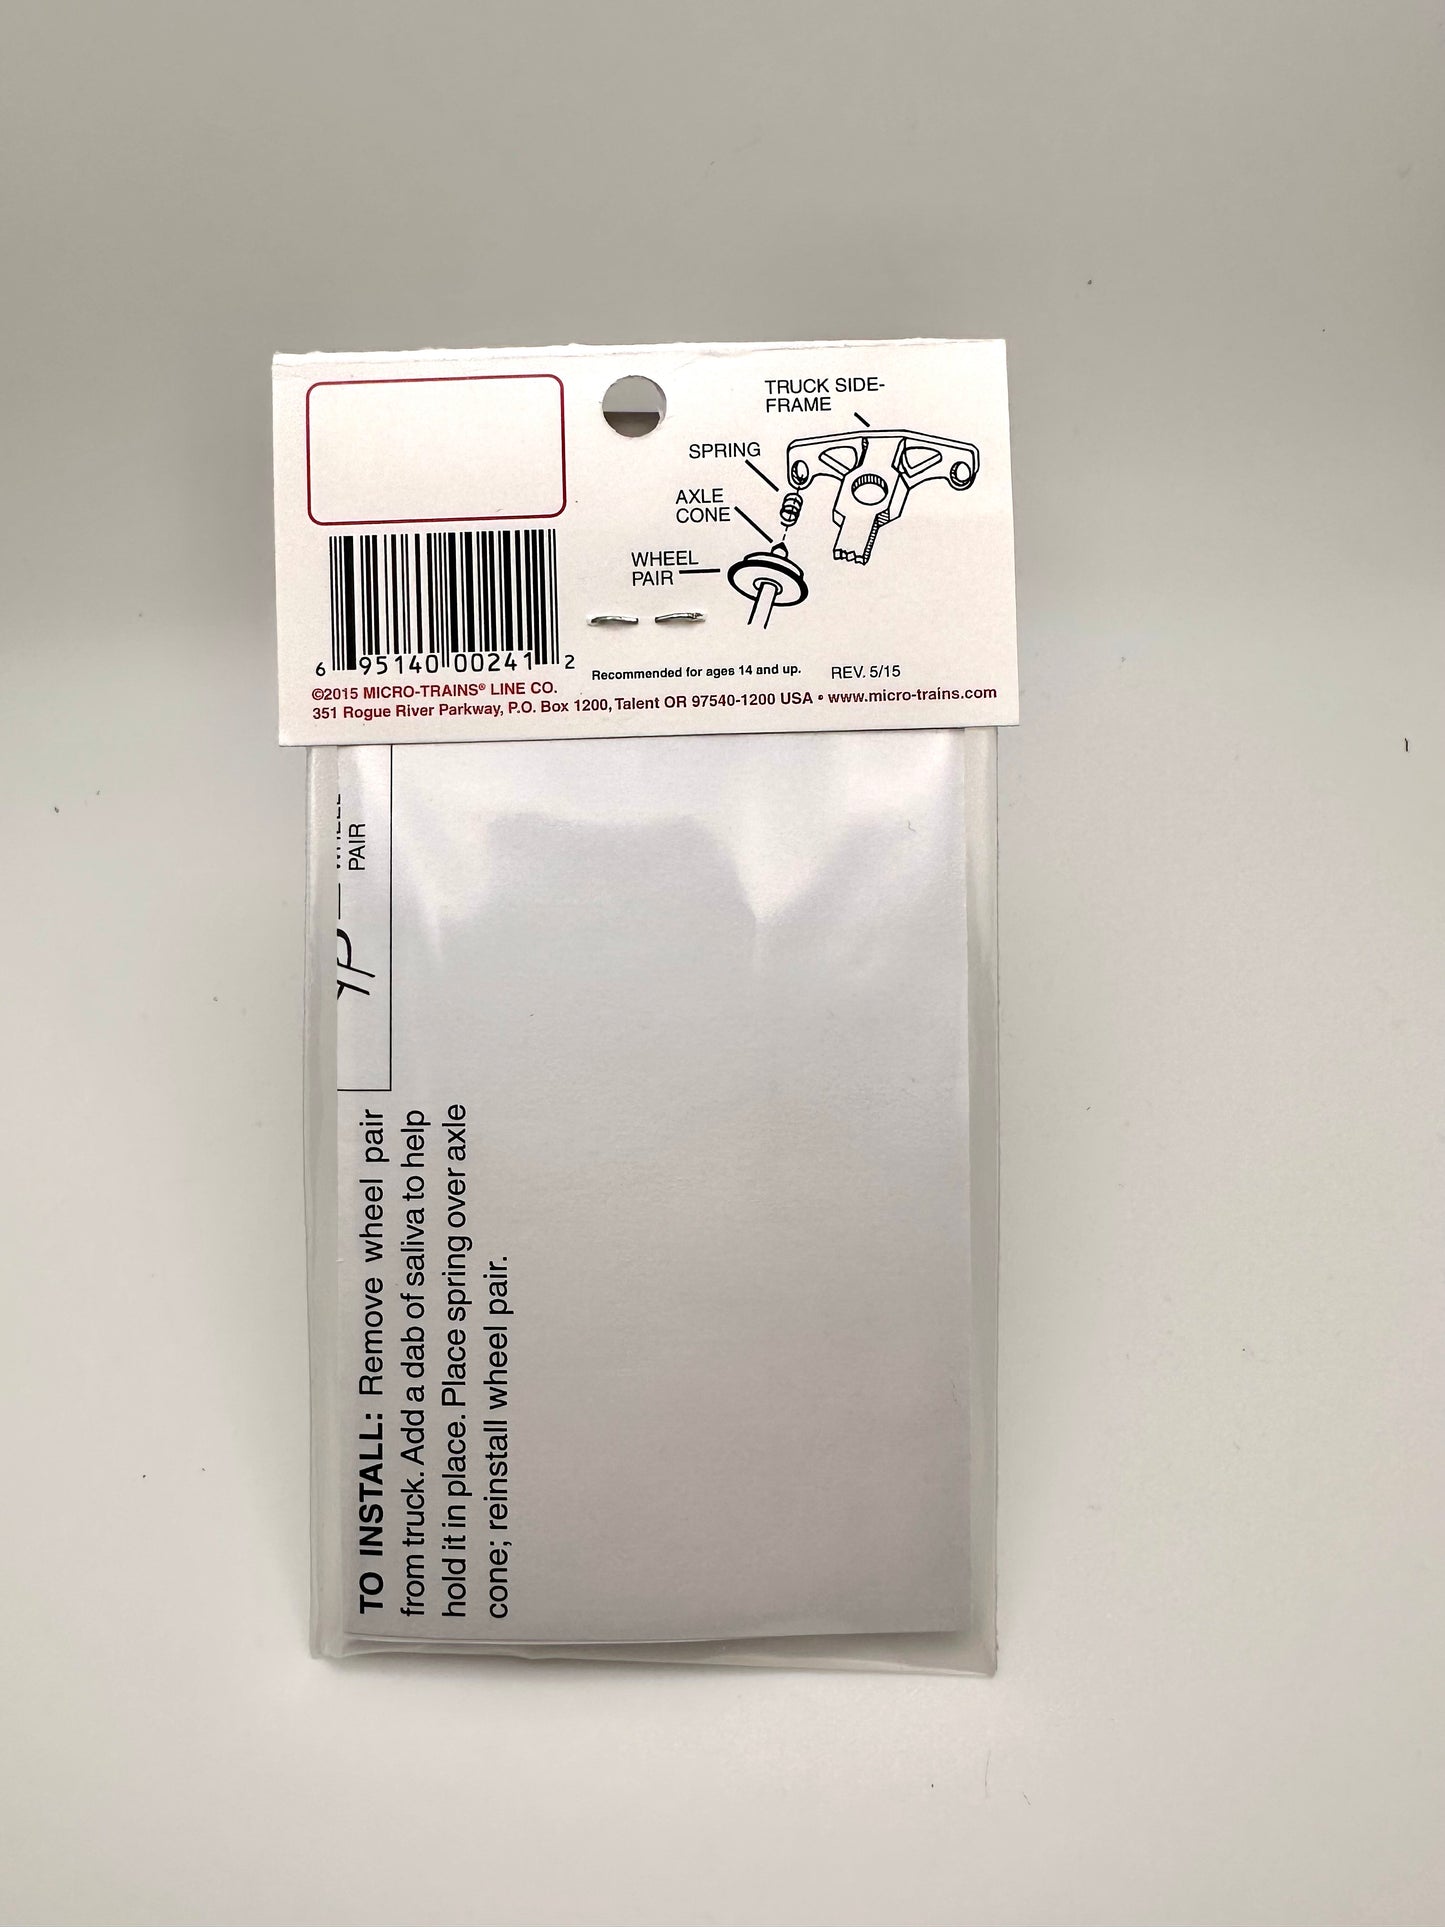 TRUCK SIDE-
FRAME
SPRING
AXLE
CONE
WHEEL
PAIR
6 95140 00241 2
Recommended for ages 14 and up. REV. 5/15
©2015 MICRO-TRAINS® LINE CO.
351 Rogue River Parkway, P.O. Box 1200, Talent OR 97540-1200 USA • www.micro-trains.com
PAIR
TO INSTALL: Remove wheel pair
from truck. Add a dab of saliva to help
hold it in place. Place spring over axle
cone; reinstall wheel pair.